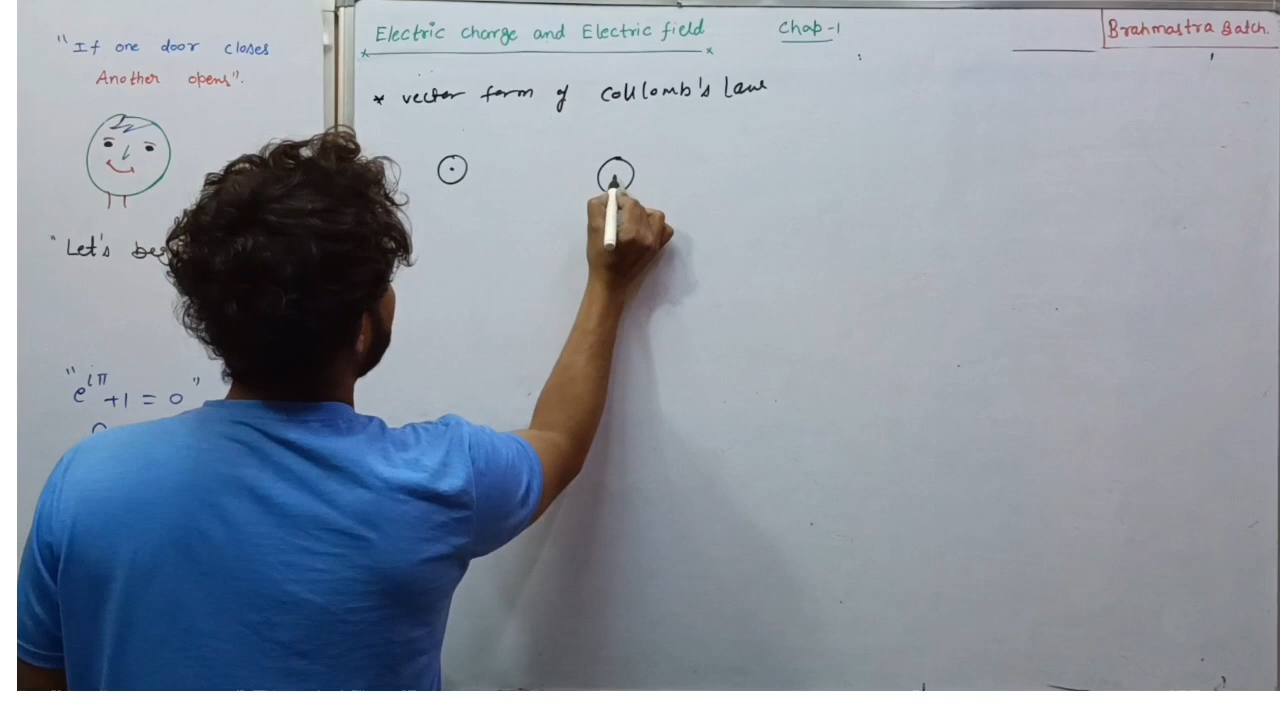 "If one door closes
Another opens".
"Let's
"e^iπ +1 = 0"
Electric charge and Electric field
Chap-1
Brahmastra Batch.
* vector form of Coulomb's Law